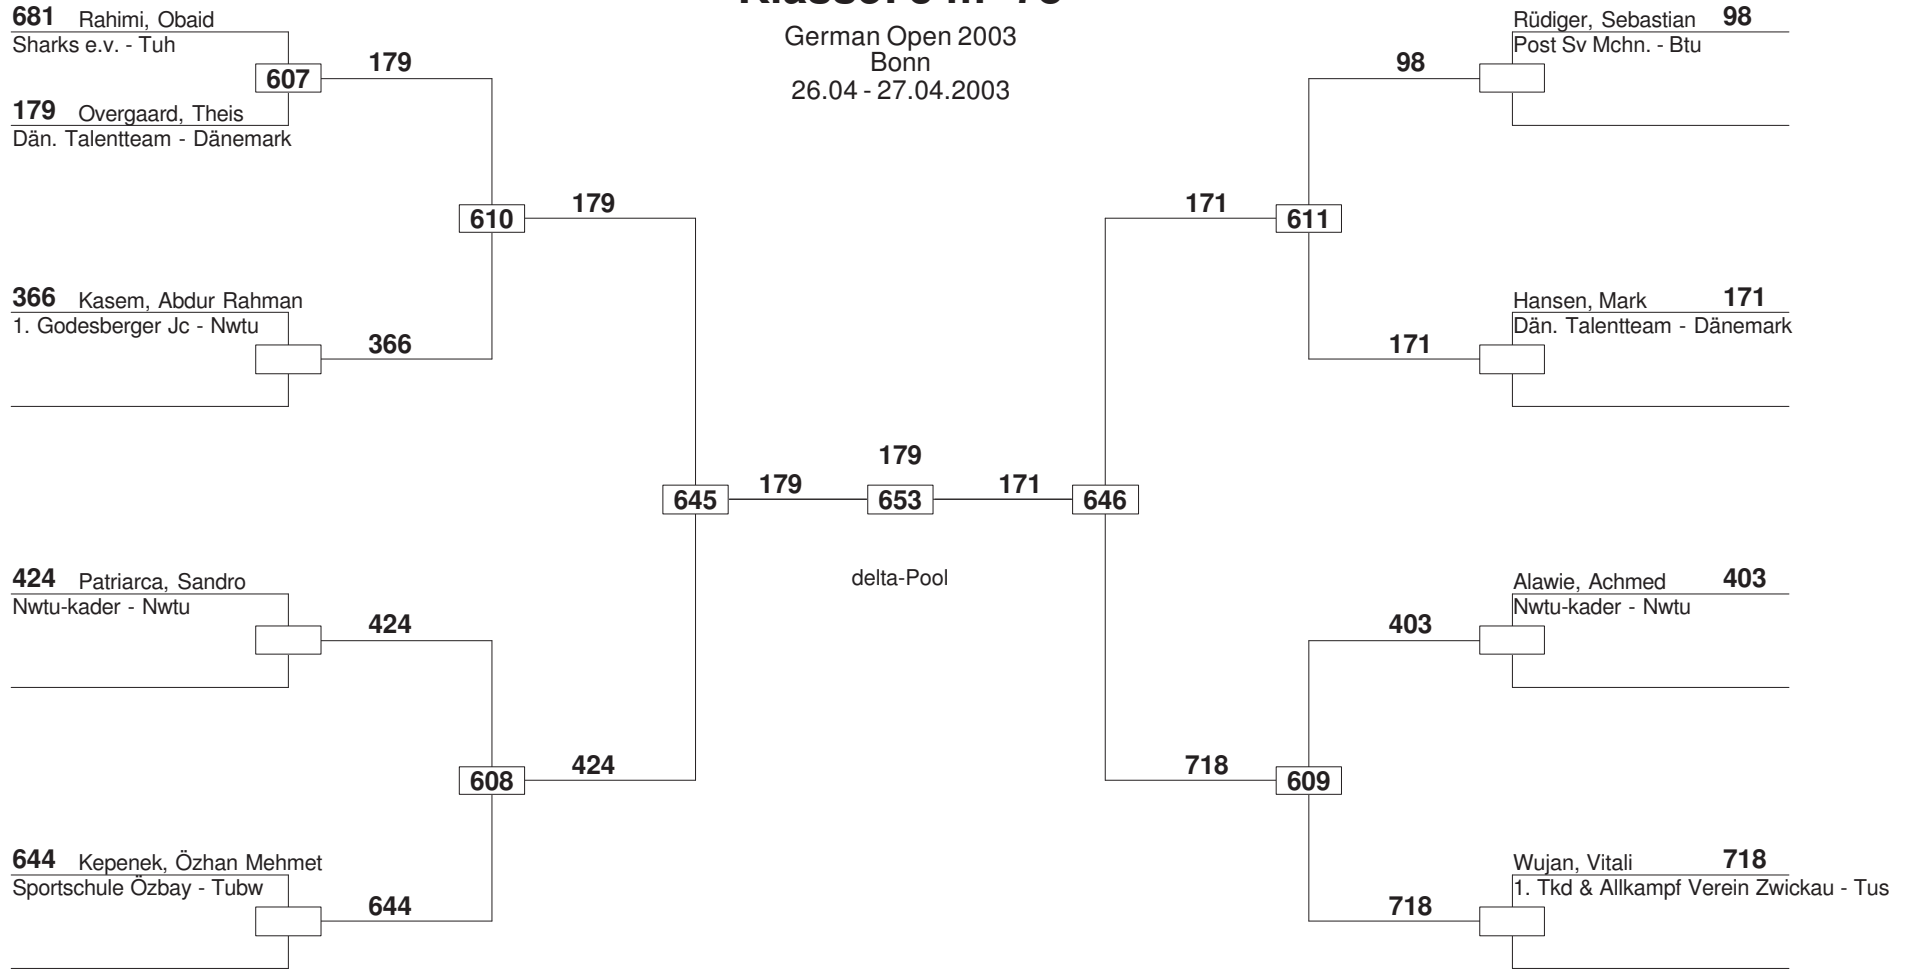 German Open 2003
Bonn
26.04 - 27.04.2003
681 Rahimi, Obaid
Sharks e.v. - Tuh
607
179
179 Overgaard, Theis
Dän. Talentteam - Dänemark
610
179
366 Kasem, Abdur Rahman
1. Godesberger Jc - Nwtu
366
645
179
179
653
171
646
delta-Pool
424 Patriarca, Sandro
Nwtu-kader - Nwtu
424
608
424
644 Kepenek, Özhan Mehmet
Sportschule Özbay - Tubw
644
Rüdiger, Sebastian 98
Post Sv Mchn. - Btu
98
171
611
Hansen, Mark 171
Dän. Talentteam - Dänemark
171
Alawie, Achmed 403
Nwtu-kader - Nwtu
403
718
609
Wujan, Vitali 718
1. Tkd & Allkampf Verein Zwickau - Tus
718